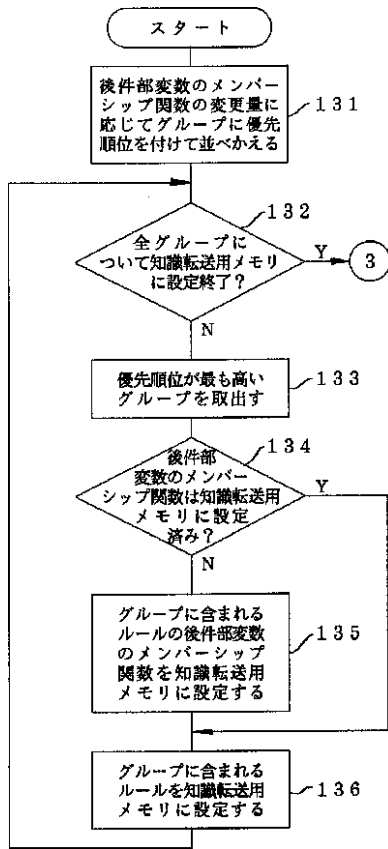 スタート
後件部変数のメンバー
シップ関数の変更量に
応じてグループに優先
順位を付けて並べかえる
131
132
全グループに
ついて知識転送用メモリ
に設定終了?
Y
3
N
133
優先順位が最も高い
グループを取出す
134
後件部
変数のメンバー
シップ関数は知識転送用
メモリに設定
済み?
Y
N
グループに含まれる
ルールの後件部変数
のメンバーシップ
関数を知識転送用
メモリに設定する
135
グループに含まれる
ルールを知識転送用
メモリに設定する
136